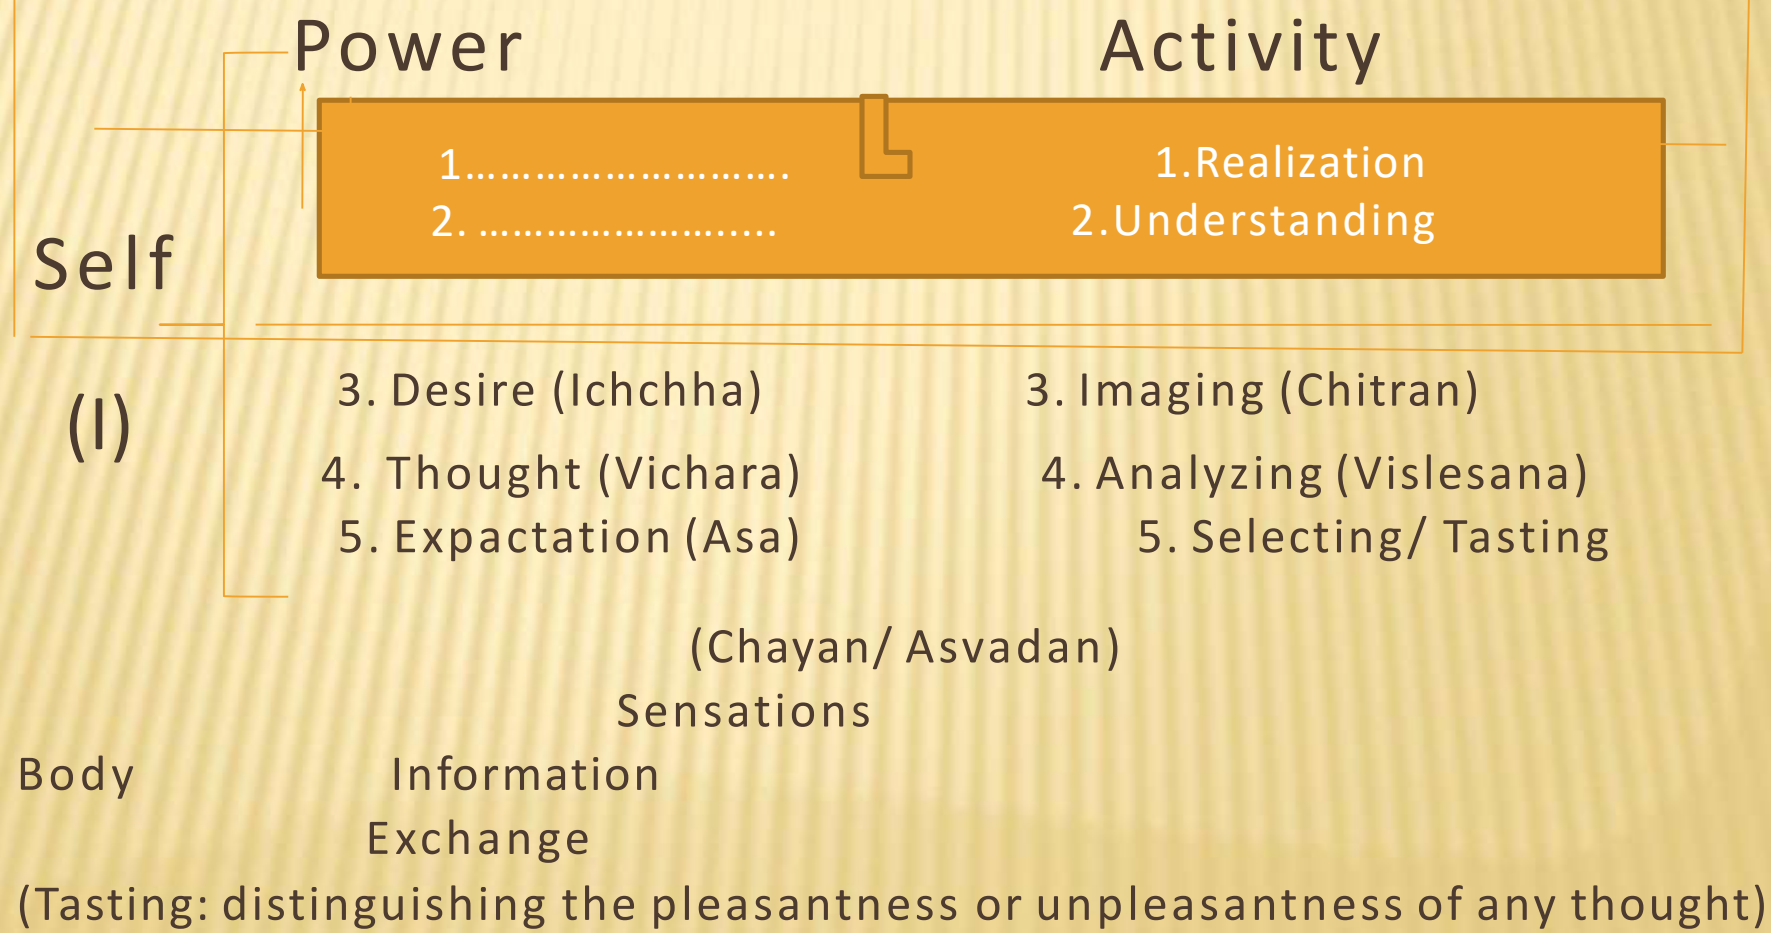 Power Activity
1………………………. 1.Realization
2. …………………..... 2.Understanding
Self
3. Desire (Ichchha) 3. Imaging (Chitran)
(I)
4. Thought (Vichara) 4. Analyzing (Vislesana)
5. Expactation (Asa) 5. Selecting/ Tasting
(Chayan/ Asvadan)
Sensations
Body Information
Exchange
(Tasting: distinguishing the pleasantness or unpleasantness of any thought)